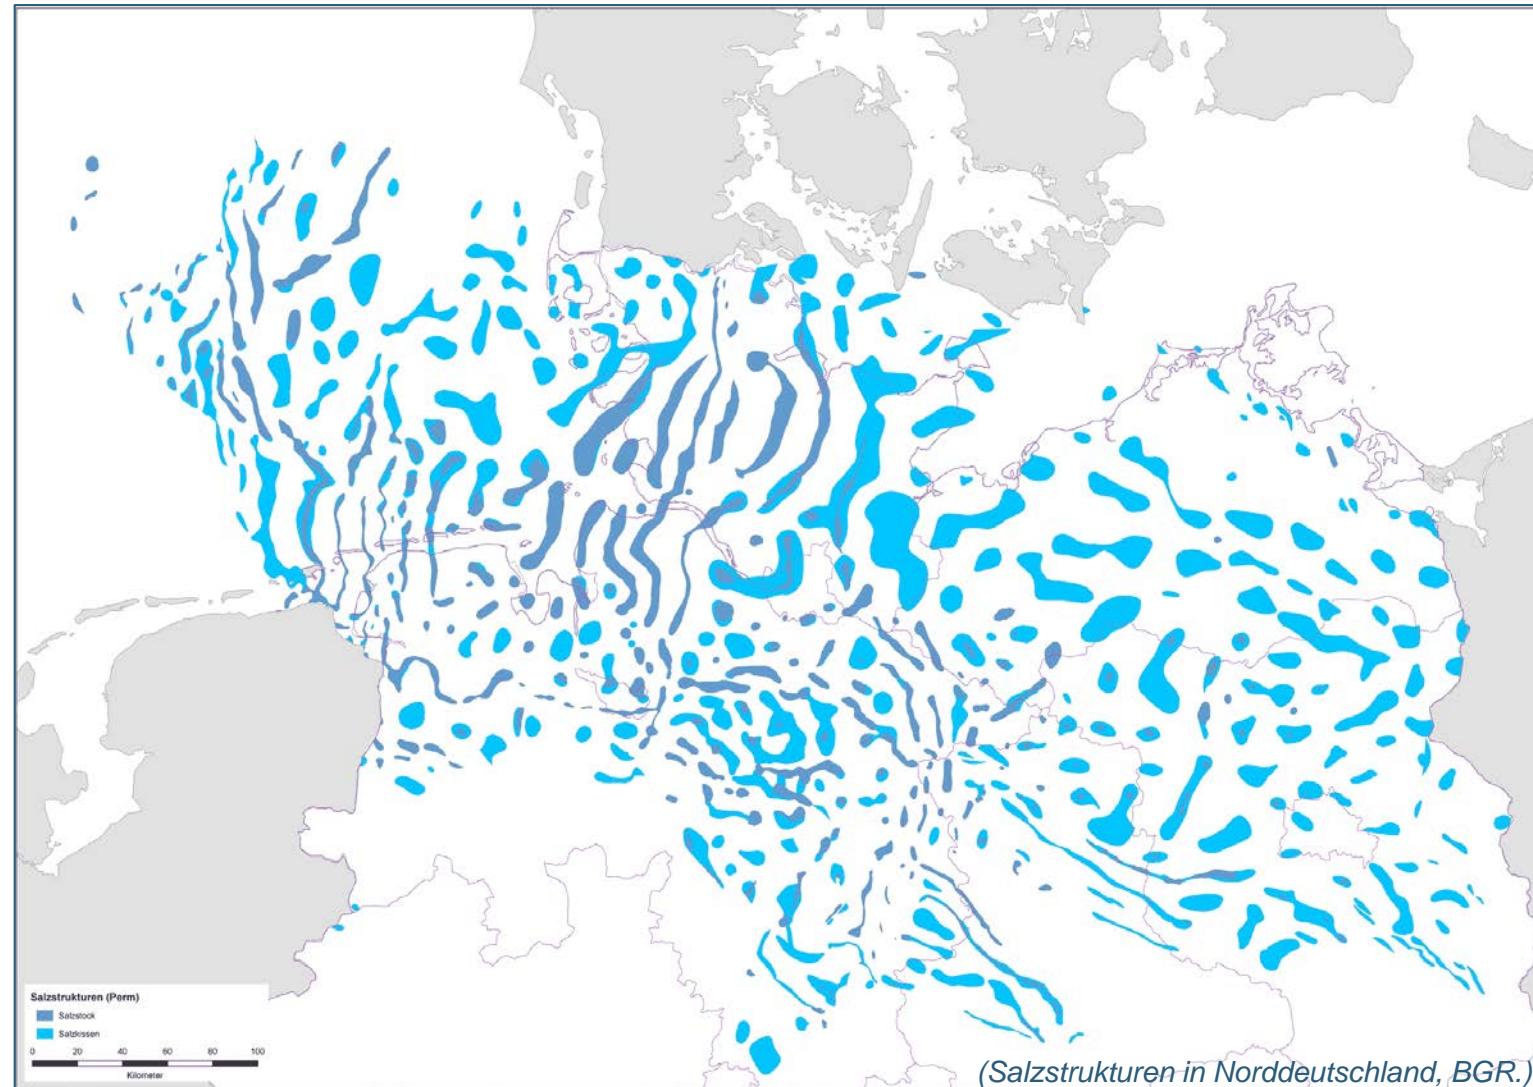 Salzstrukturen (Perm)
Salzstock
Salzkissen
0 20 40 60 80 100
Kilometer
(Salzstrukturen in Norddeutschland, BGR.)